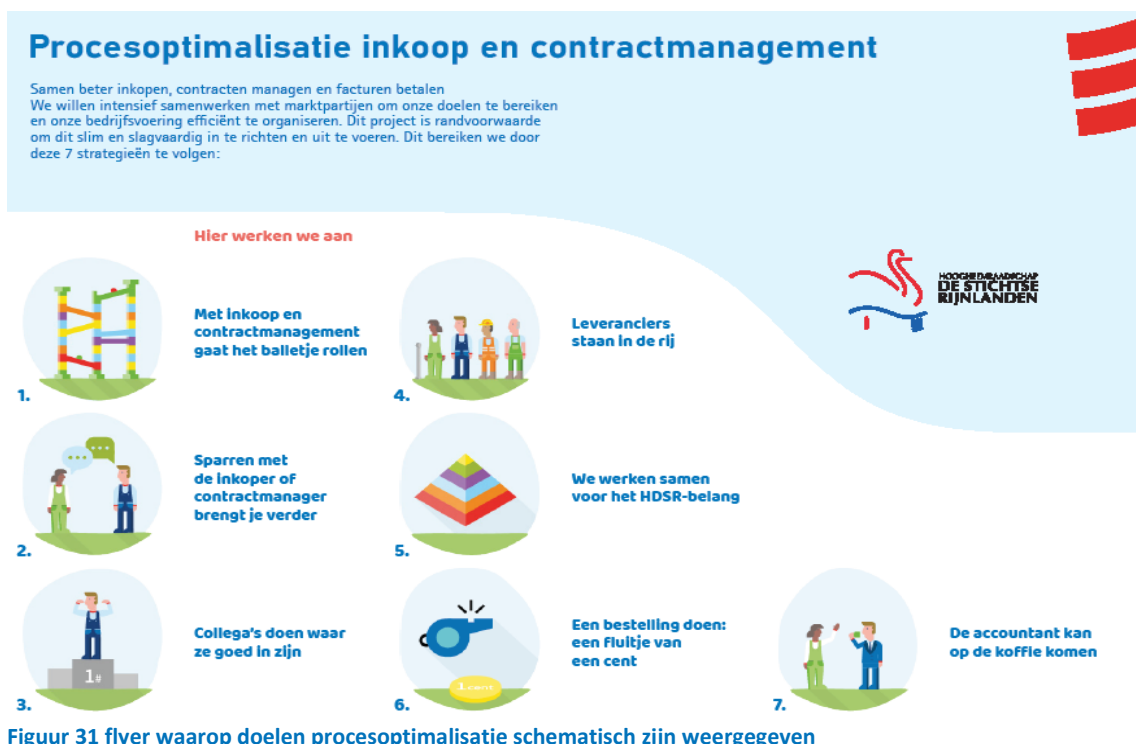 Procesoptimalisatie inkoop en contractmanagement
Samen beter inkopen, contracten managen en facturen betalen
We willen intensief samenwerken met marktpartijen om onze doelen te bereiken
en onze bedrijfsvoering efficiënt te organiseren. Dit project is randvoorwaarde
om dit slim en slagvaardig in te richten en uit te voeren. Dit bereiken we door
deze 7 strategieën te volgen:
HOOGHEEMRAADSCHAP
DE STICHTSE
RIJNLANDEN
Hier werken we aan
1.
Met inkoop en
contractmanagement
gaat het balletje rollen
2.
Sparren met
de inkoper of
contractmanager
brengt je verder
3.
1#
Collega's doen waar
ze goed in zijn
4.
Leveranciers
staan in de rij
5.
We werken samen
voor het HDSR-belang
6.
1 CENT
Een bestelling doen:
een fluitje van
een cent
7.
De accountant kan
op de koffie komen
Figuur 31 flyer waarop doelen procesoptimalisatie schematisch zijn weergegeven